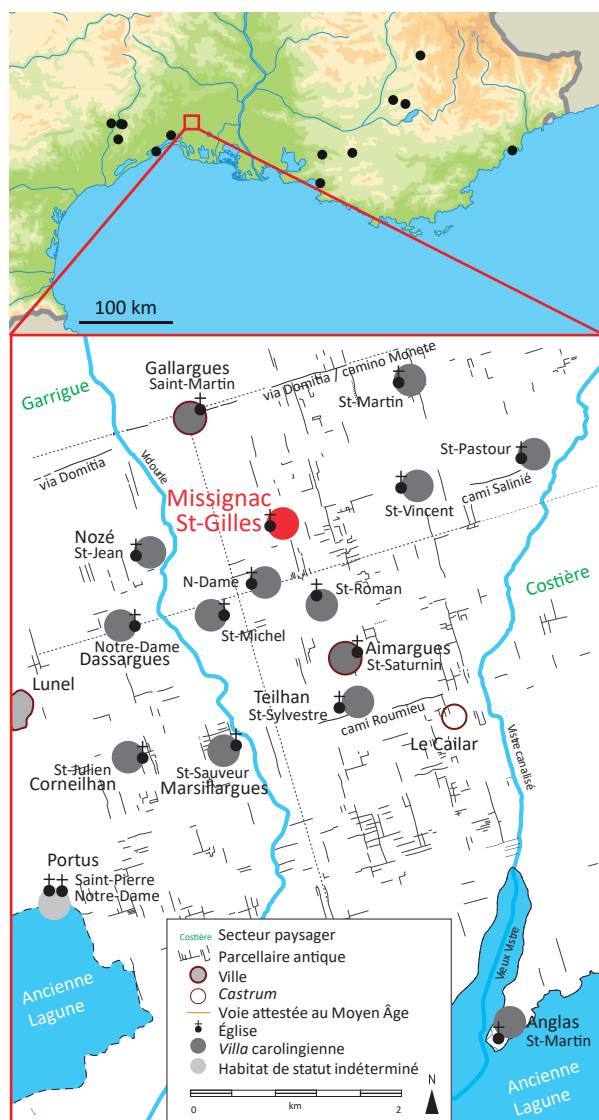 100 km
Gallargues
Saint-Martin
via Domitia / camino Monete
Garrigue
St-Martin
via Domitia
Vidourle
St-Pastour
cami Salinié
Missignac
St-Gilles
St-Vincent
Nozé
St-Jean
N-Dame
St-Roman
Costière
St-Michel
Notre-Dame
Dassargues
Aimargues
St-Saturnin
Lunel
Teilhan
St-Sylvestre
cami Roumieu
Le Cailar
Vistre canalisé
St-Julien
Corneilhan
St-Sauveur
Marsillargues
Portus
Saint-Pierre
Notre-Dame
Ancienne
Lagune
Vieux Vistre
Anglas
St-Martin
Ancienne
Lagune
Costière Secteur paysager
Parcellaire antique
Ville
Castrum
Voie attestée au Moyen Âge
Église
Villa carolingienne
Habitat de statut indéterminé
0 km 2
N